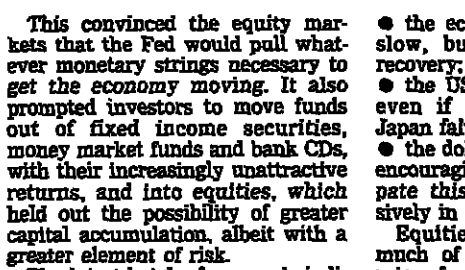 This convinced the equity mar-
kets that the Fed would pull what-
ever monetary strings necessary to
get the economy moving. It also
prompted investors to move funds
out of fixed income securities,
money market funds and bank CDs,
with their increasingly unattractive
returns, and into equities, which
held out the possibility of greater
capital accumulation, albeit with a
greater element of risk.
● the ec
slow, bu
recovery;
● the US
even if
Japan fal
● the dol
encouragi
pate this
sively in
Equitie
much of